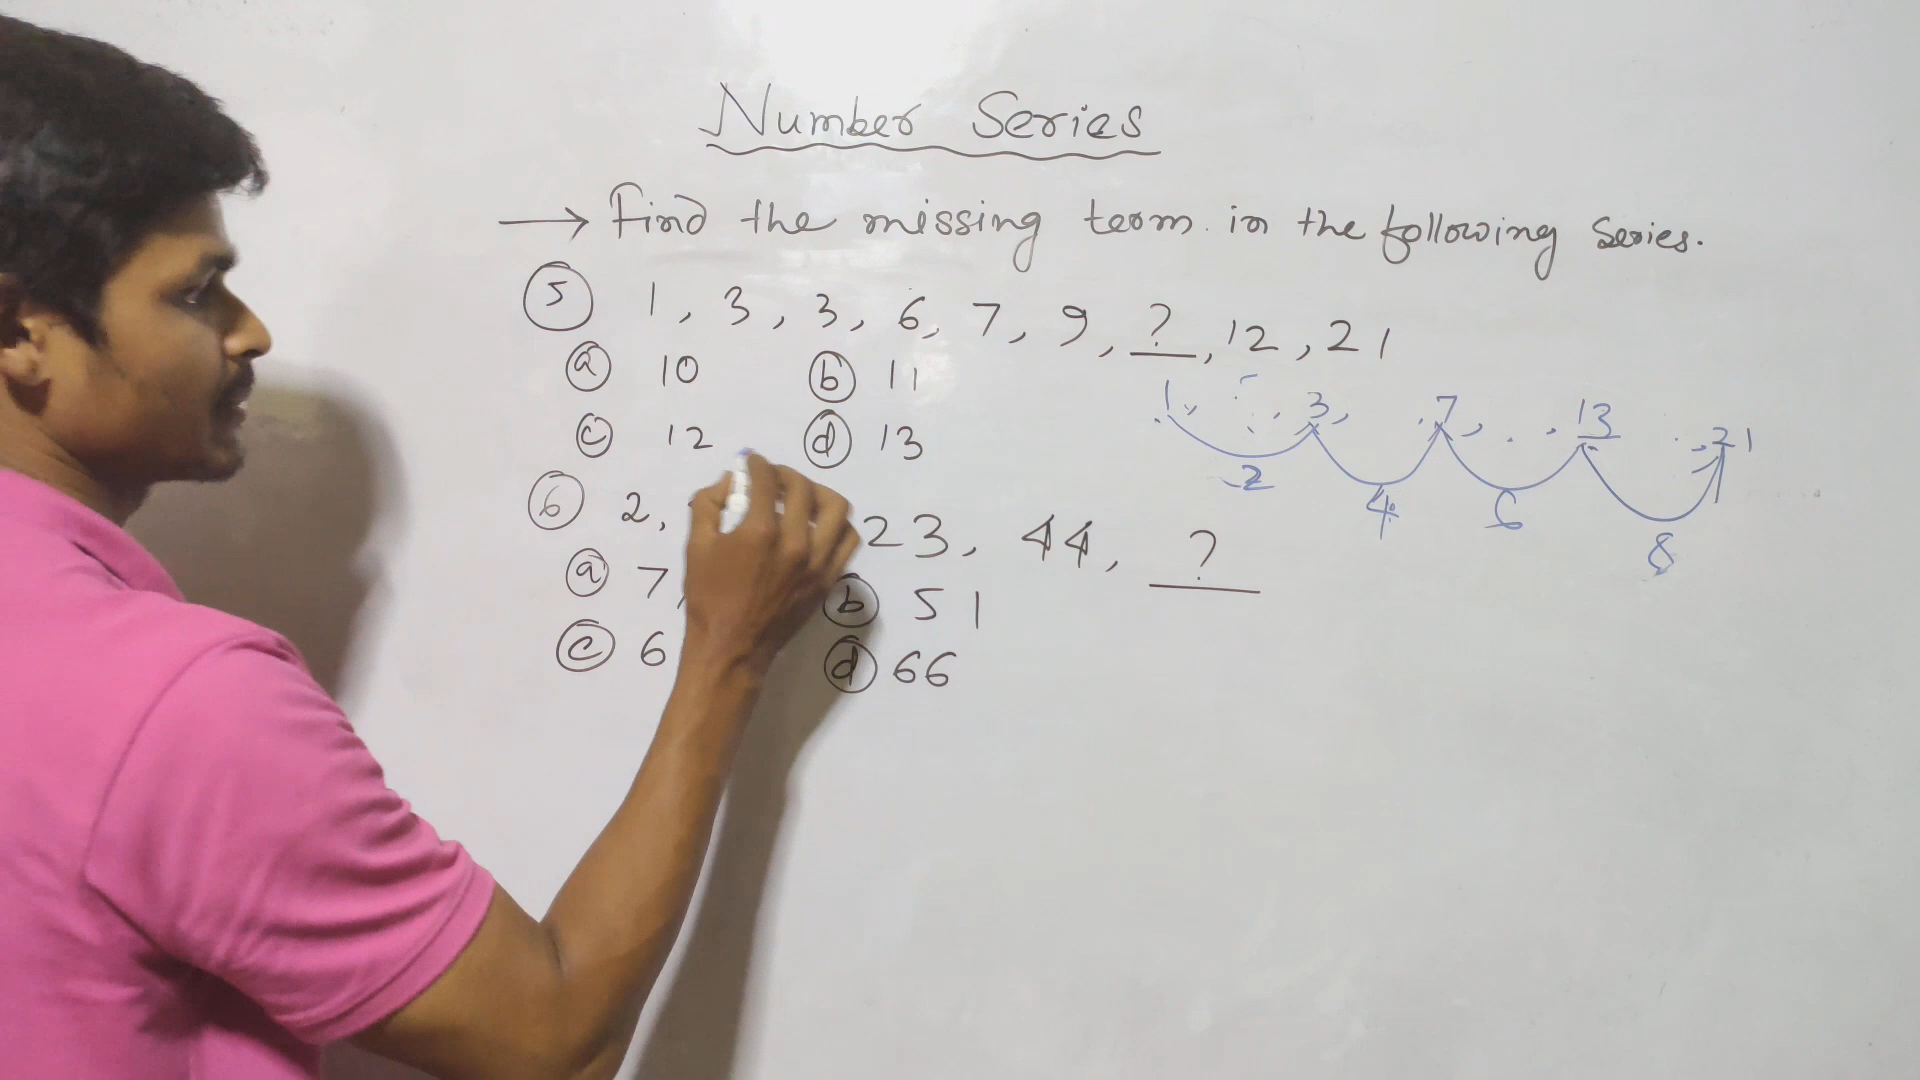 Number Series
→ Find the missing term in the following series.
5 1, 3, 3, 6, 7, 9, ?, 12, 21
a 10 b 11
c 12 d 13
1, 3, 7, 13, 21
2 4 6 8
6 2, 23, 44, ?
a 7, b 51
c 6 d 66